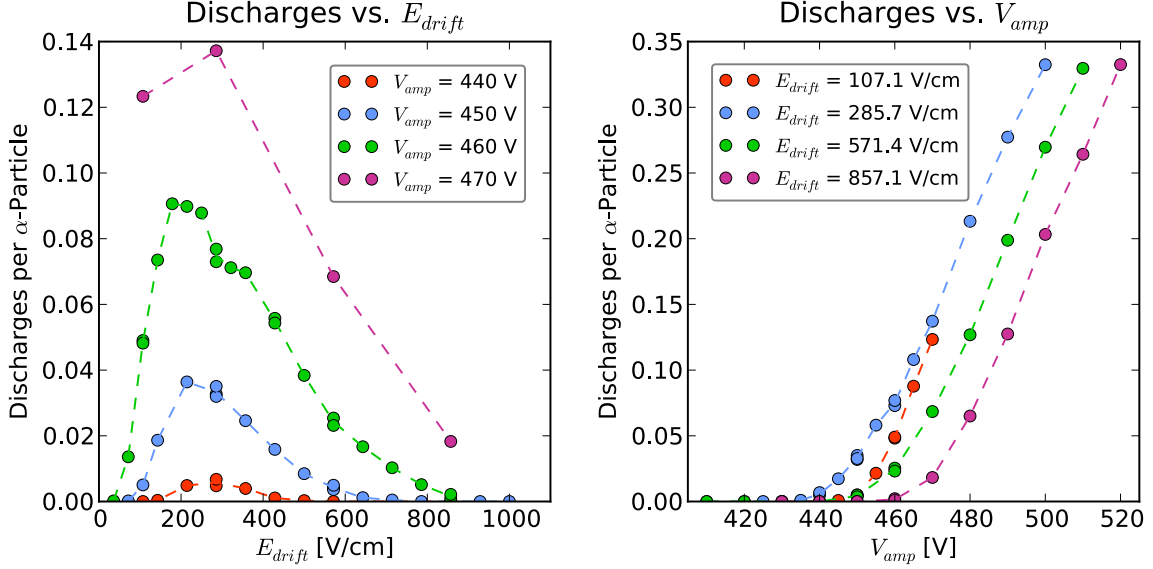 Discharges vs. E_drift
0.14
0.12
0.10
0.08
0.06
0.04
0.02
0.00
Discharges per α-Particle
V_amp = 440 V
V_amp = 450 V
V_amp = 460 V
V_amp = 470 V
0 200 400 600 800 1000
E_drift [V/cm]
Discharges vs. V_amp
0.35
0.30
0.25
0.20
0.15
0.10
0.05
0.00
Discharges per α-Particle
E_drift = 107.1 V/cm
E_drift = 285.7 V/cm
E_drift = 571.4 V/cm
E_drift = 857.1 V/cm
420 440 460 480 500 520
V_amp [V]